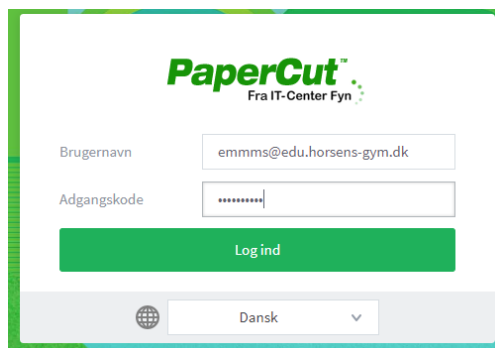 PaperCut™
Fra IT-Center Fyn
Brugernavn emmms@edu.horsens-gym.dk
Adgangskode ••••••••••
Log ind
Dansk